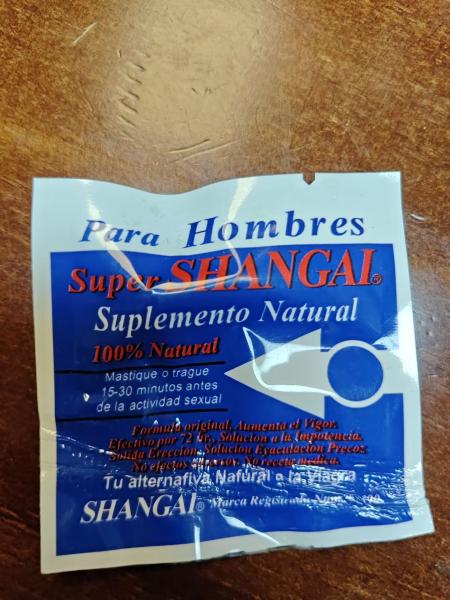 Para Hombres
Super SHANGAI®
Suplemento Natural
100% Natural
Mastique o trague
15-30 minutos antes
de la actividad sexual
Formula original, Aumenta el Vigor.
Efectivo por 72 hr, Solucion a la Impotencia.
Solida Ereccion, Solucion Eyaculacion Precoz
No efectos No receta medica.
Tu alternativa Natural a la Viagra
SHANGAI® Marca Registrada